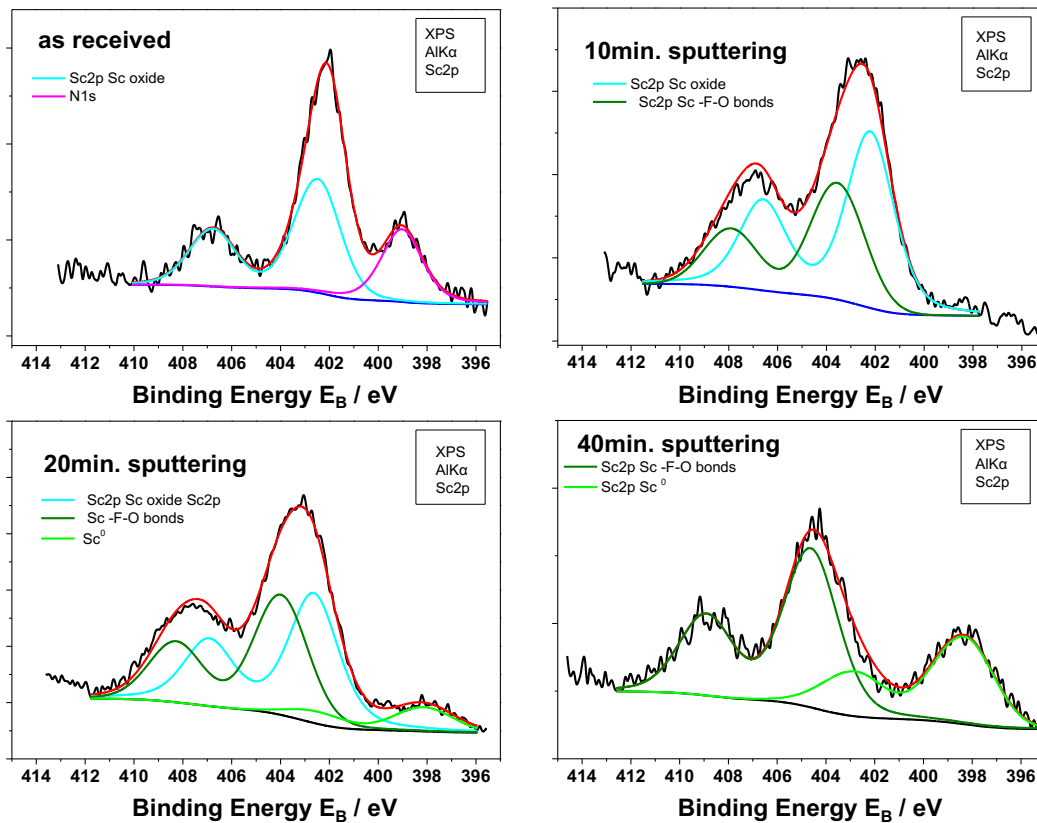 as received
XPS
AlKα
Sc2p
Sc2p Sc oxide
N1s
414 412 409 406 404 402 400 398 396
Binding Energy E_B / eV
10min. sputtering
XPS
AlKα
Sc2p
Sc2p Sc oxide
Sc2p Sc -F-O bonds
414 412 410 408 406 404 402 400 398 396
Binding Energy E_B / eV
20min. sputtering
XPS
AlKα
Sc2p
Sc2p Sc oxide Sc2p
Sc -F-O bonds
Sc⁰
414 412 410 408 406 404 402 400 398 396
Binding Energy E_B / eV
40min. sputtering
XPS
AlKα
Sc2p
Sc2p Sc -F-O bonds
Sc2p Sc ⁰
414 412 410 408 406 404 402 400 398 396
Binding Energy E_B / eV